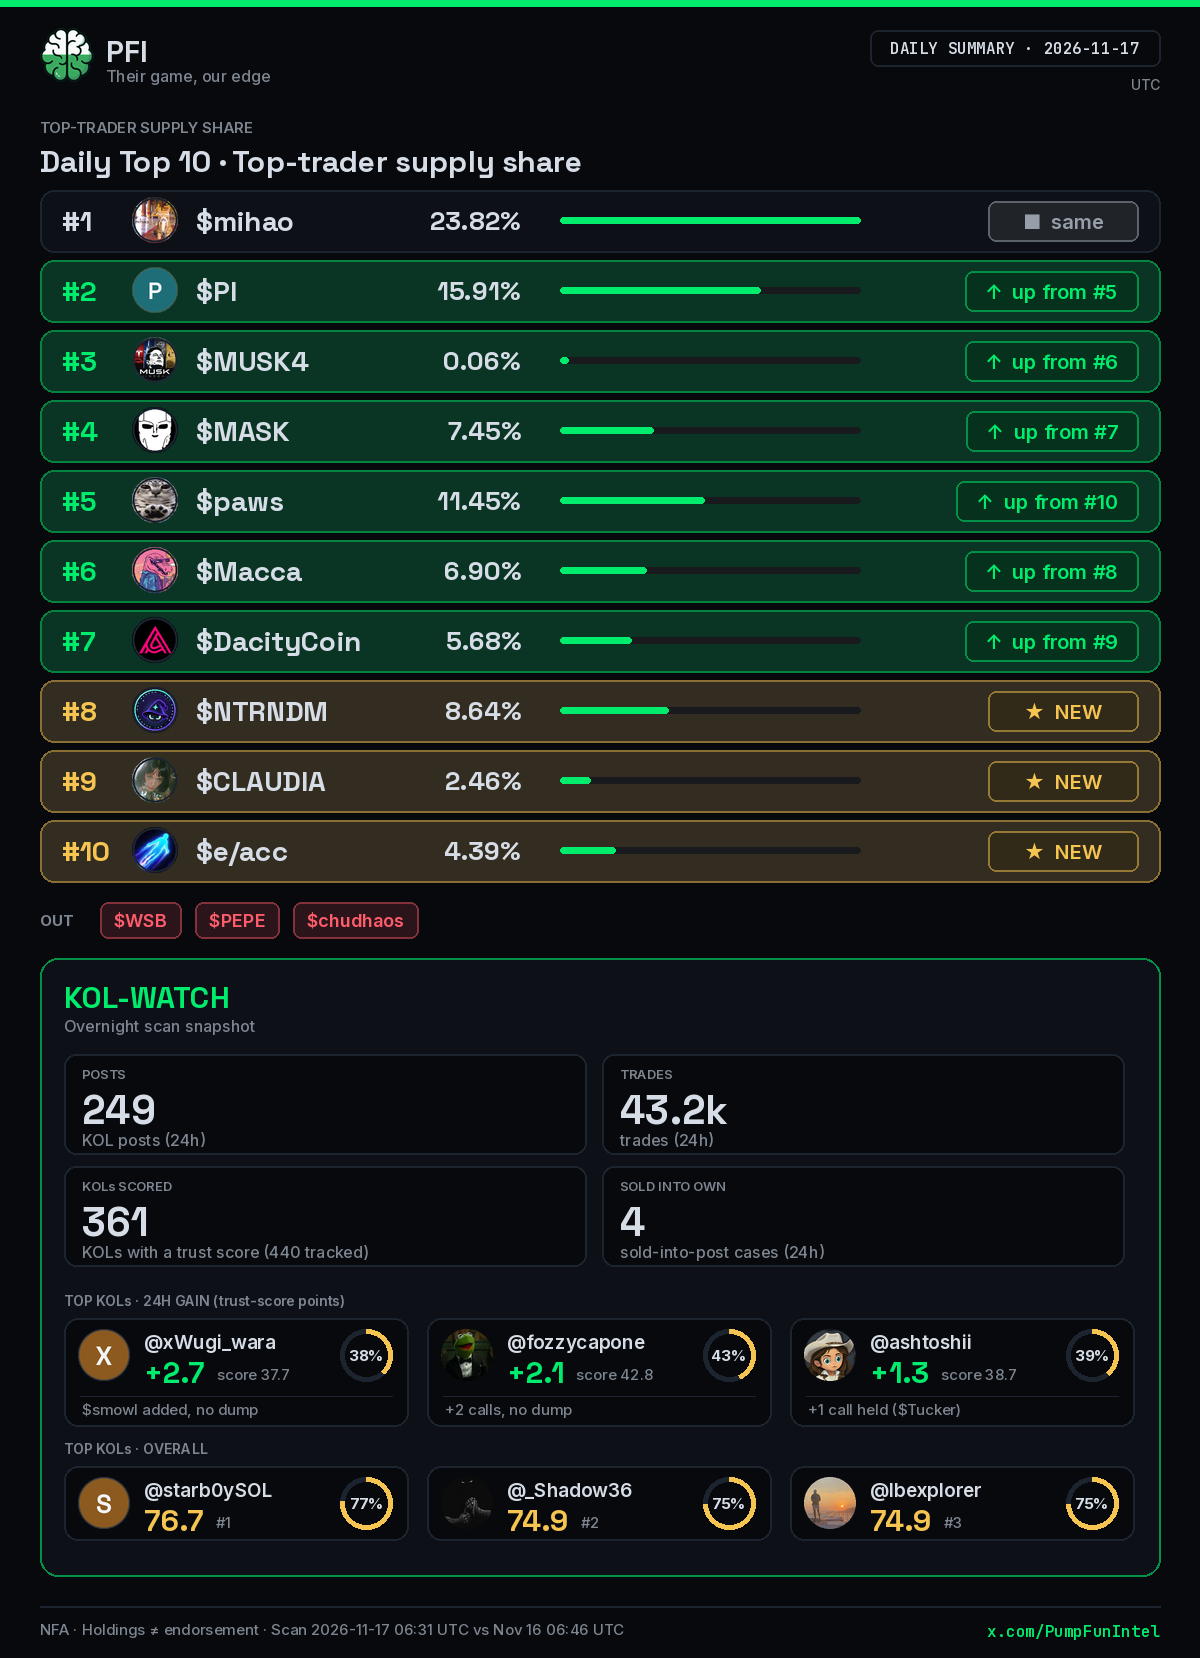 PFI
Their game, our edge
DAILY SUMMARY · 2026-11-17
UTC
TOP-TRADER SUPPLY SHARE
Daily Top 10 · Top-trader supply share
#1 $mihao 23.82% ■ same
#2 P $PI 15.91% ↑ up from #5
#3 MUSK $MUSK4 0.06% ↑ up from #6
#4 $MASK 7.45% ↑ up from #7
#5 $paws 11.45% ↑ up from #10
#6 $Macca 6.90% ↑ up from #8
#7 $DacityCoin 5.68% ↑ up from #9
#8 $NTRNDM 8.64% ★ NEW
#9 $CLAUDIA 2.46% ★ NEW
#10 $e/acc 4.39% ★ NEW
OUT $WSB $PEPE $chudhaos
KOL-WATCH
Overnight scan snapshot
POSTS
249
KOL posts (24h)
TRADES
43.2k
trades (24h)
KOLs SCORED
361
KOLs with a trust score (440 tracked)
SOLD INTO OWN
4
sold-into-post cases (24h)
TOP KOLs · 24H GAIN (trust-score points)
X @xWugi_wara 38%
+2.7 score 37.7
$smowl added, no dump
@fozzycapone 43%
+2.1 score 42.8
+2 calls, no dump
@ashtoshii 39%
+1.3 score 38.7
+1 call held ($Tucker)
TOP KOLs · OVERALL
S @starb0ySOL 77%
76.7 #1
@_Shadow36 75%
74.9 #2
@lbexplorer 75%
74.9 #3
NFA · Holdings ≠ endorsement · Scan 2026-11-17 06:31 UTC vs Nov 16 06:46 UTC
x.com/PumpFunIntel